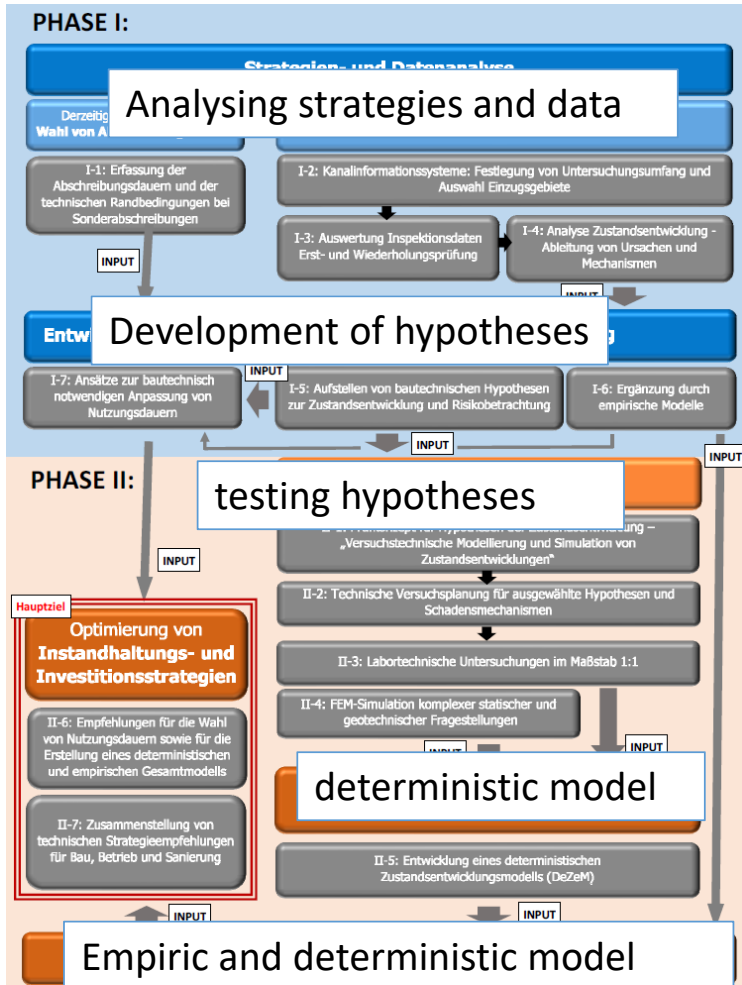 PHASE I:
Strategien- und Datenanalyse
Analysing strategies and data
Wahl von
I-1: Erfassung der
Abschreibungsdauern und der
technischen Randbedingungen bei
Sonderabschreibungen
I-2: Kanalinformationssysteme: Festlegung von Untersuchungsumfang und
Auswahl Einzugsgebiete
I-3: Auswertung Inspektionsdaten
Erst- und Wiederholungsprüfung
I-4: Analyse Zustandsentwicklung -
Ableitung von Ursachen und
Mechanismen
INPUT
INPUT
Development of hypotheses
INPUT
I-7: Ansätze zur bautechnisch
notwendigen Anpassung von
Nutzungsdauern
I-5: Aufstellen von bautechnischen Hypothesen
zur Zustandsentwicklung und Risikobetrachtung
I-6: Ergänzung durch
empirische Modelle
INPUT
INPUT
PHASE II:
testing hypotheses
„Versuchstechnische Modellierung und Simulation von
Zustandsentwicklungen“
INPUT
II-2: Technische Versuchsplanung für ausgewählte Hypothesen und
Schadensmechanismen
Hauptziel
Optimierung von
Instandhaltungs- und
Investitionsstrategien
II-3: Labortechnische Untersuchungen im Maßstab 1:1
II-4: FEM-Simulation komplexer statischer und
geotechnischer Fragestellungen
II-6: Empfehlungen für die Wahl
von Nutzungsdauern sowie für die
Erstellung eines deterministischen
und empirischen Gesamtmodells
INPUT
INPUT
deterministic model
II-7: Zusammenstellung von
technischen Strategieempfehlungen
für Bau, Betrieb und Sanierung
II-5: Entwicklung eines deterministischen
Zustandsentwicklungsmodells (DeZeM)
INPUT
INPUT
Empiric and deterministic model